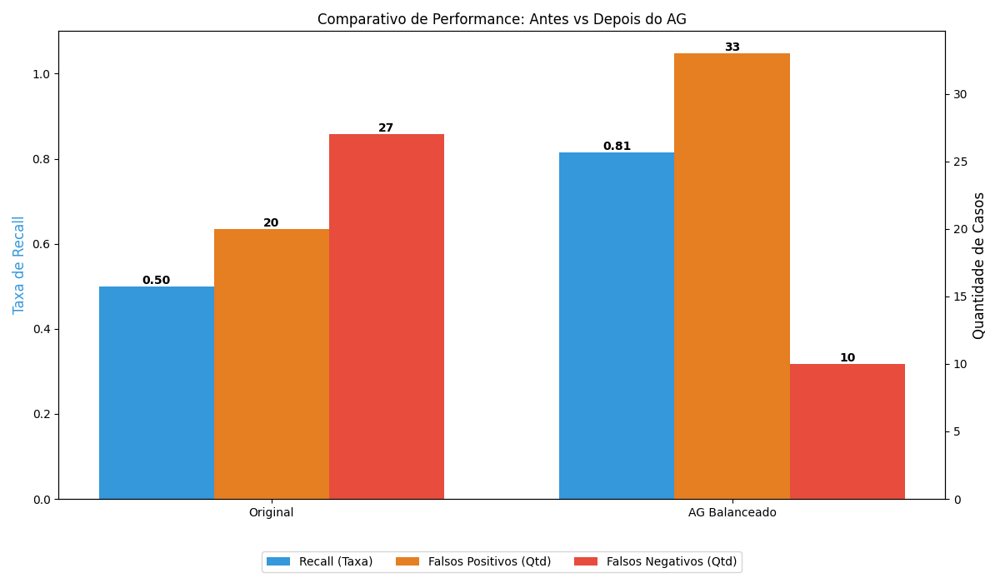 Comparativo de Performance: Antes vs Depois do AG
Taxa de Recall
1.0
0.8
0.6
0.4
0.2
0.0
0.50
20
27
0.81
33
10
30
25
20
15
10
5
0
Quantidade de Casos
Original
AG Balanceado
Recall (Taxa)
Falsos Positivos (Qtd)
Falsos Negativos (Qtd)